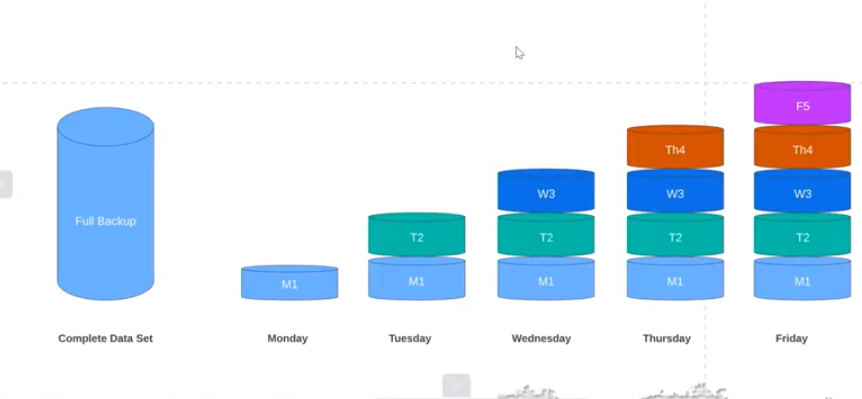 F5
Th4
Th4
W3
W3
W3
Full Backup
T2
T2
T2
T2
M1
M1
M1
M1
M1
Complete Data Set
Monday
Tuesday
Wednesday
Thursday
Friday